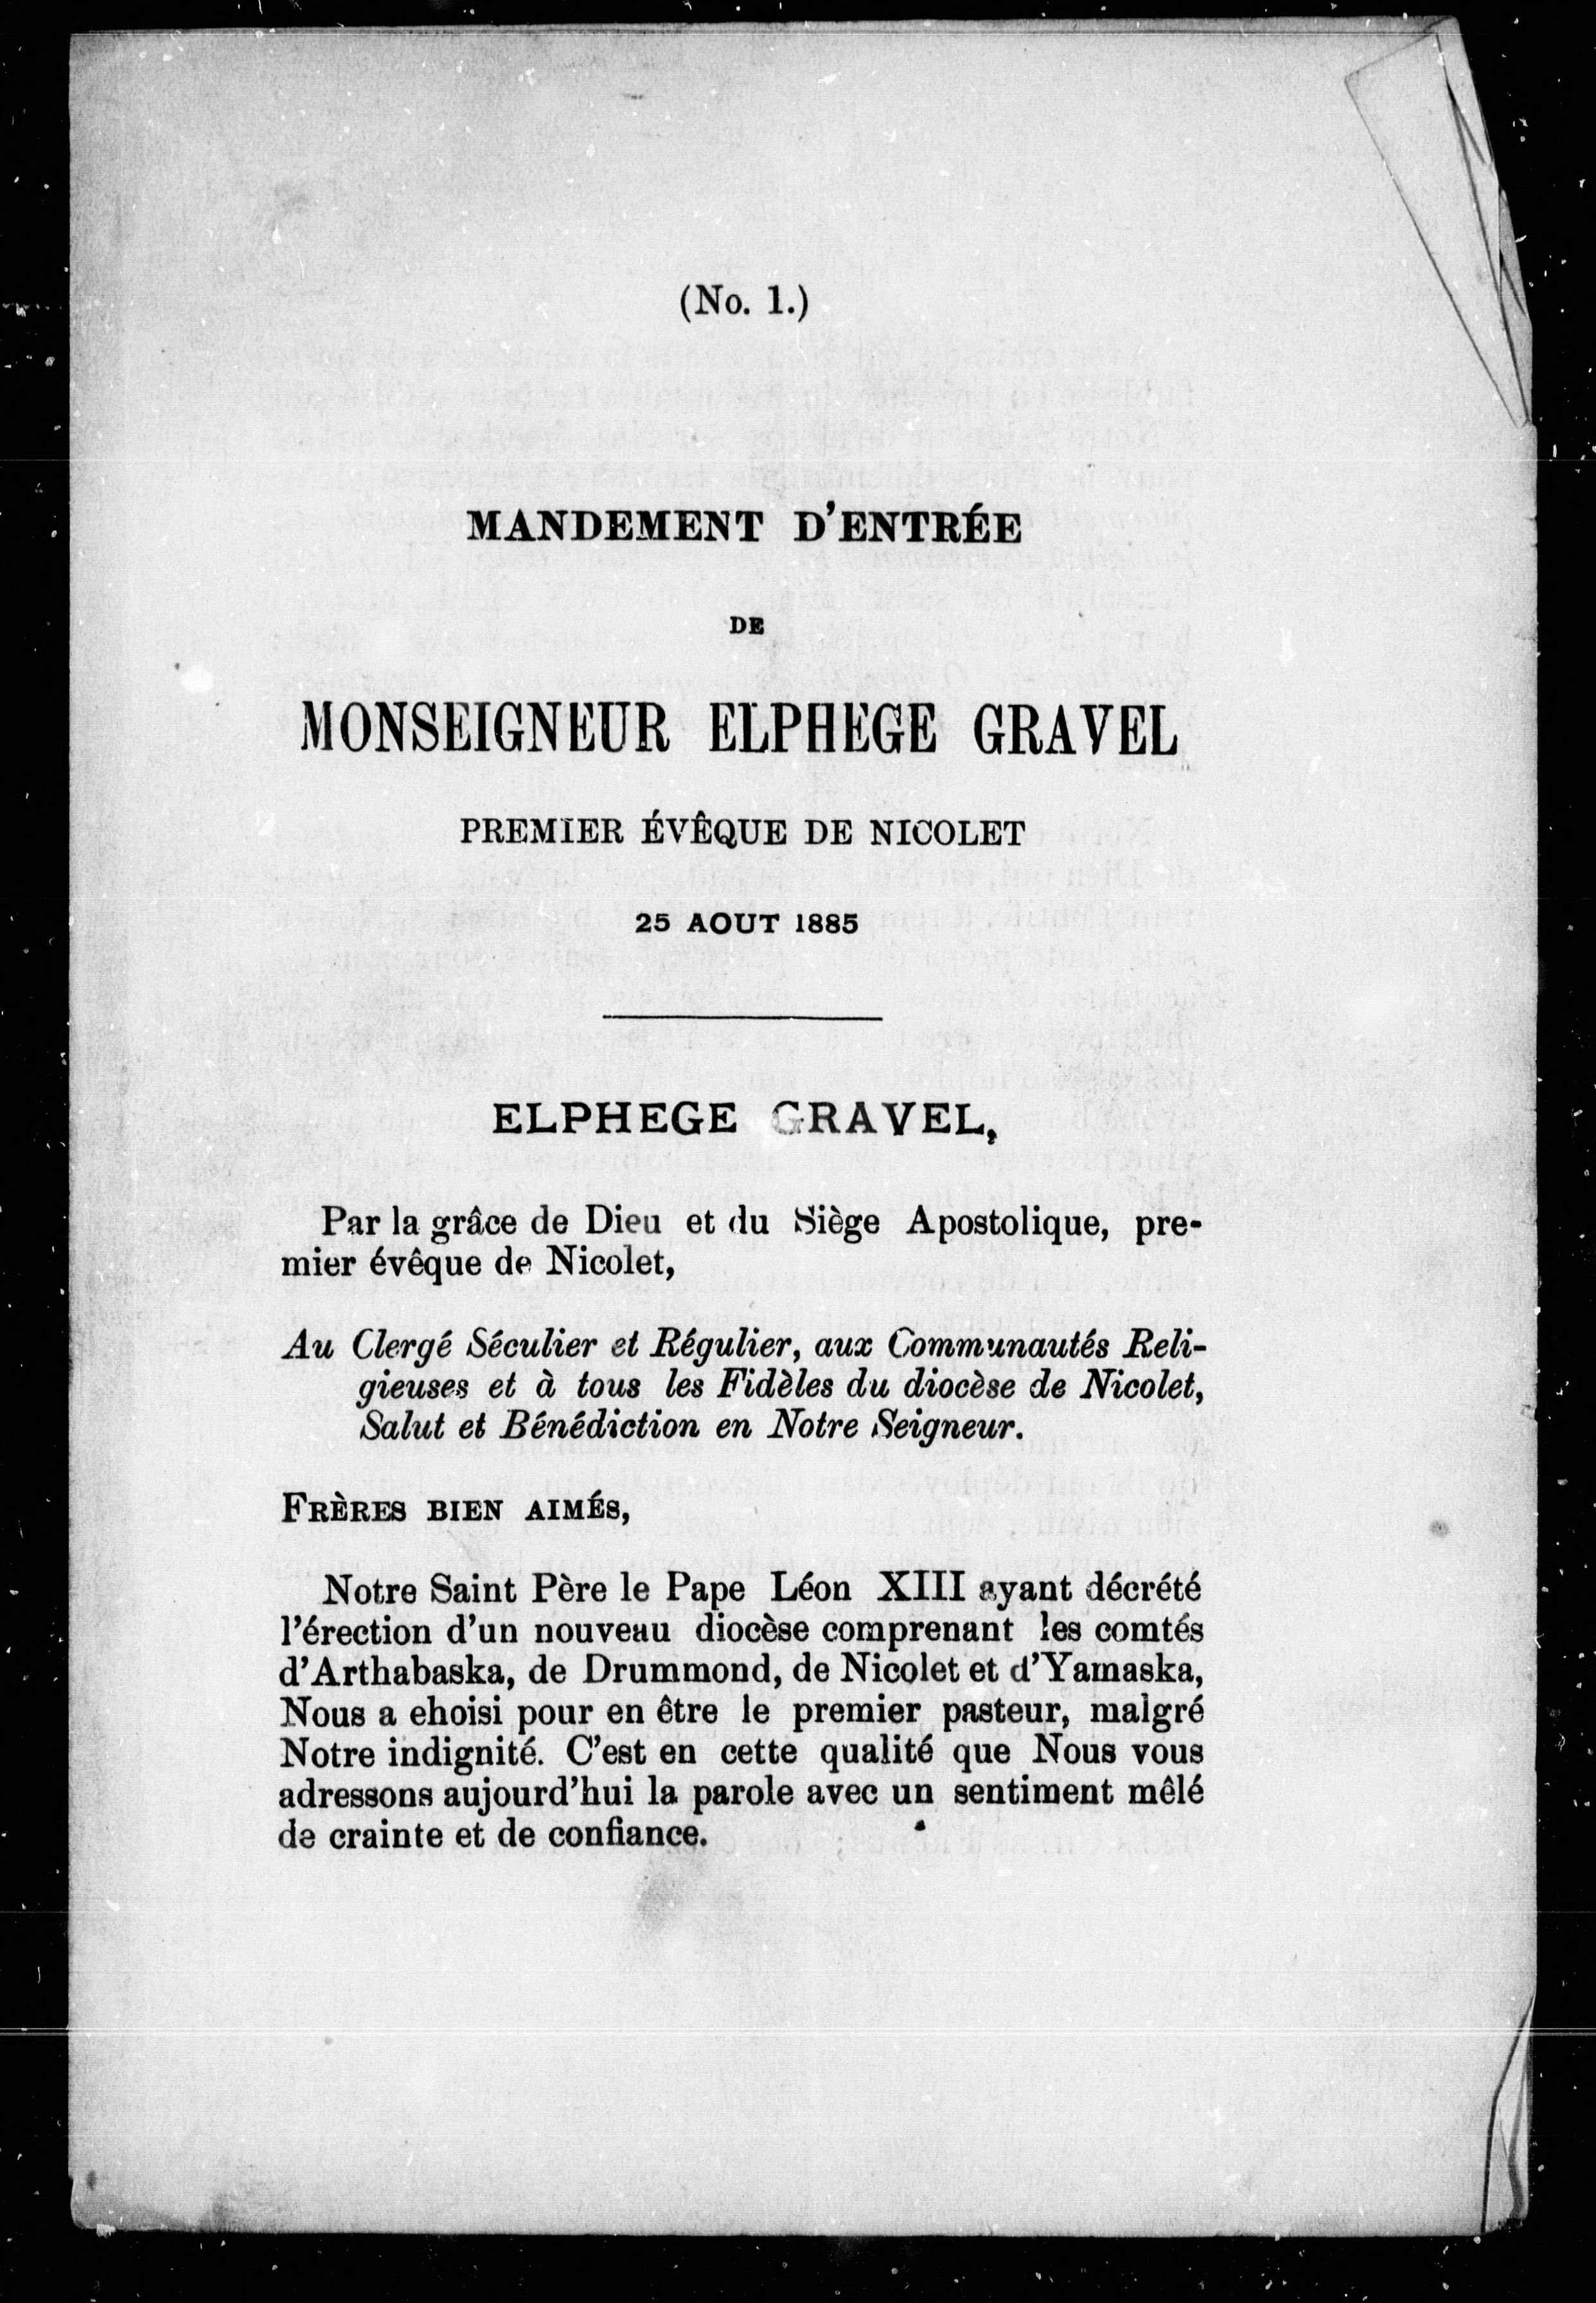 (No. 1.)
MANDEMENT D'ENTRÉE
DE
MONSEIGNEUR ELPHEGE GRAVEL
PREMIER ÉVÊQUE DE NICOLET
25 AOUT 1885
ELPHEGE GRAVEL,
Par la grâce de Dieu et du Siège Apostolique, pre-
mier évêque de Nicolet,
Au Clergé Séculier et Régulier, aux Communautés Reli-
gieuses et à tous les Fidèles du diocèse de Nicolet,
Salut et Bénédiction en Notre Seigneur.
FRÈRES BIEN AIMÉS,
Notre Saint Père le Pape Léon XIII ayant décrété
l'érection d'un nouveau diocèse comprenant les comtés
d'Arthabaska, de Drummond, de Nicolet et d'Yamaska,
Nous a ehoisi pour en être le premier pasteur, malgré
Notre indignité. C'est en cette qualité que Nous vous
adressons aujourd'hui la parole avec un sentiment mêlé
de crainte et de confiance.